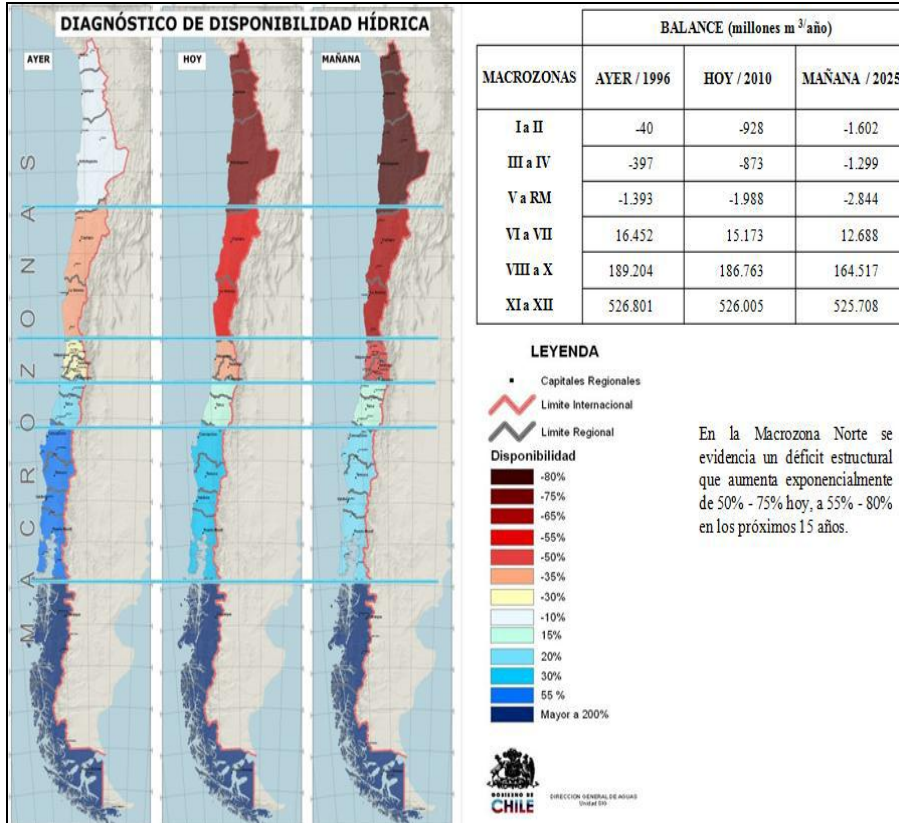 DIAGNÓSTICO DE DISPONIBILIDAD HÍDRICA
AYER
HOY
MAÑANA
MACROZONAS
BALANCE (millones m³/año)
MACROZONAS AYER / 1996 HOY / 2010 MAÑANA / 2025
I a II -40 -928 -1.602
III a IV -397 -873 -1.299
V a RM -1.393 -1.988 -2.844
VI a VII 16.452 15.173 12.688
VIII a X 189.204 186.763 164.517
XI a XII 526.801 526.005 525.708
LEYENDA
Capitales Regionales
Limite Internacional
Limite Regional
Disponibilidad
-80%
-75%
-65%
-55%
-50%
-35%
-30%
-10%
15%
20%
30%
55 %
Mayor a 200%
En la Macrozona Norte se
evidencia un déficit estructural
que aumenta exponencialmente
de 50% - 75% hoy, a 55% - 80%
en los próximos 15 años.
GOBIERNO DE
CHILE
DIRECCION GENERAL DE AGUAS
Unidad SIG